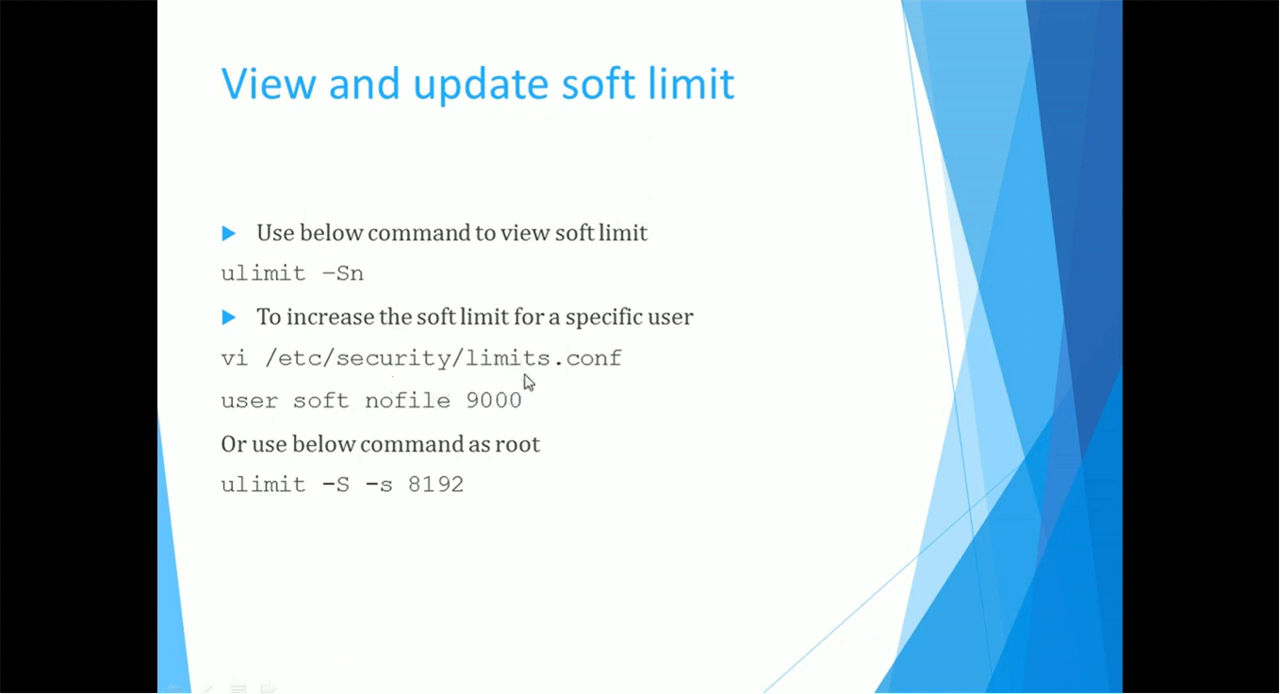 View and update soft limit
Use below command to view soft limit
ulimit –Sn
To increase the soft limit for a specific user
vi /etc/security/limits.conf
user soft nofile 9000
Or use below command as root
ulimit -S -s 8192